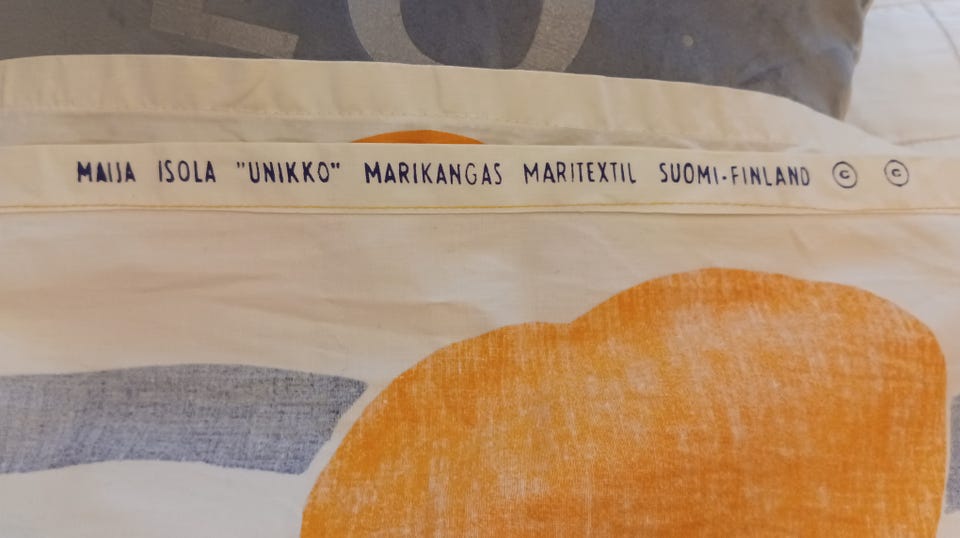 MAIJA ISOLA "UNIKKO" MARIKANGAS MARITEXTIL SUOMI-FINLAND © ©